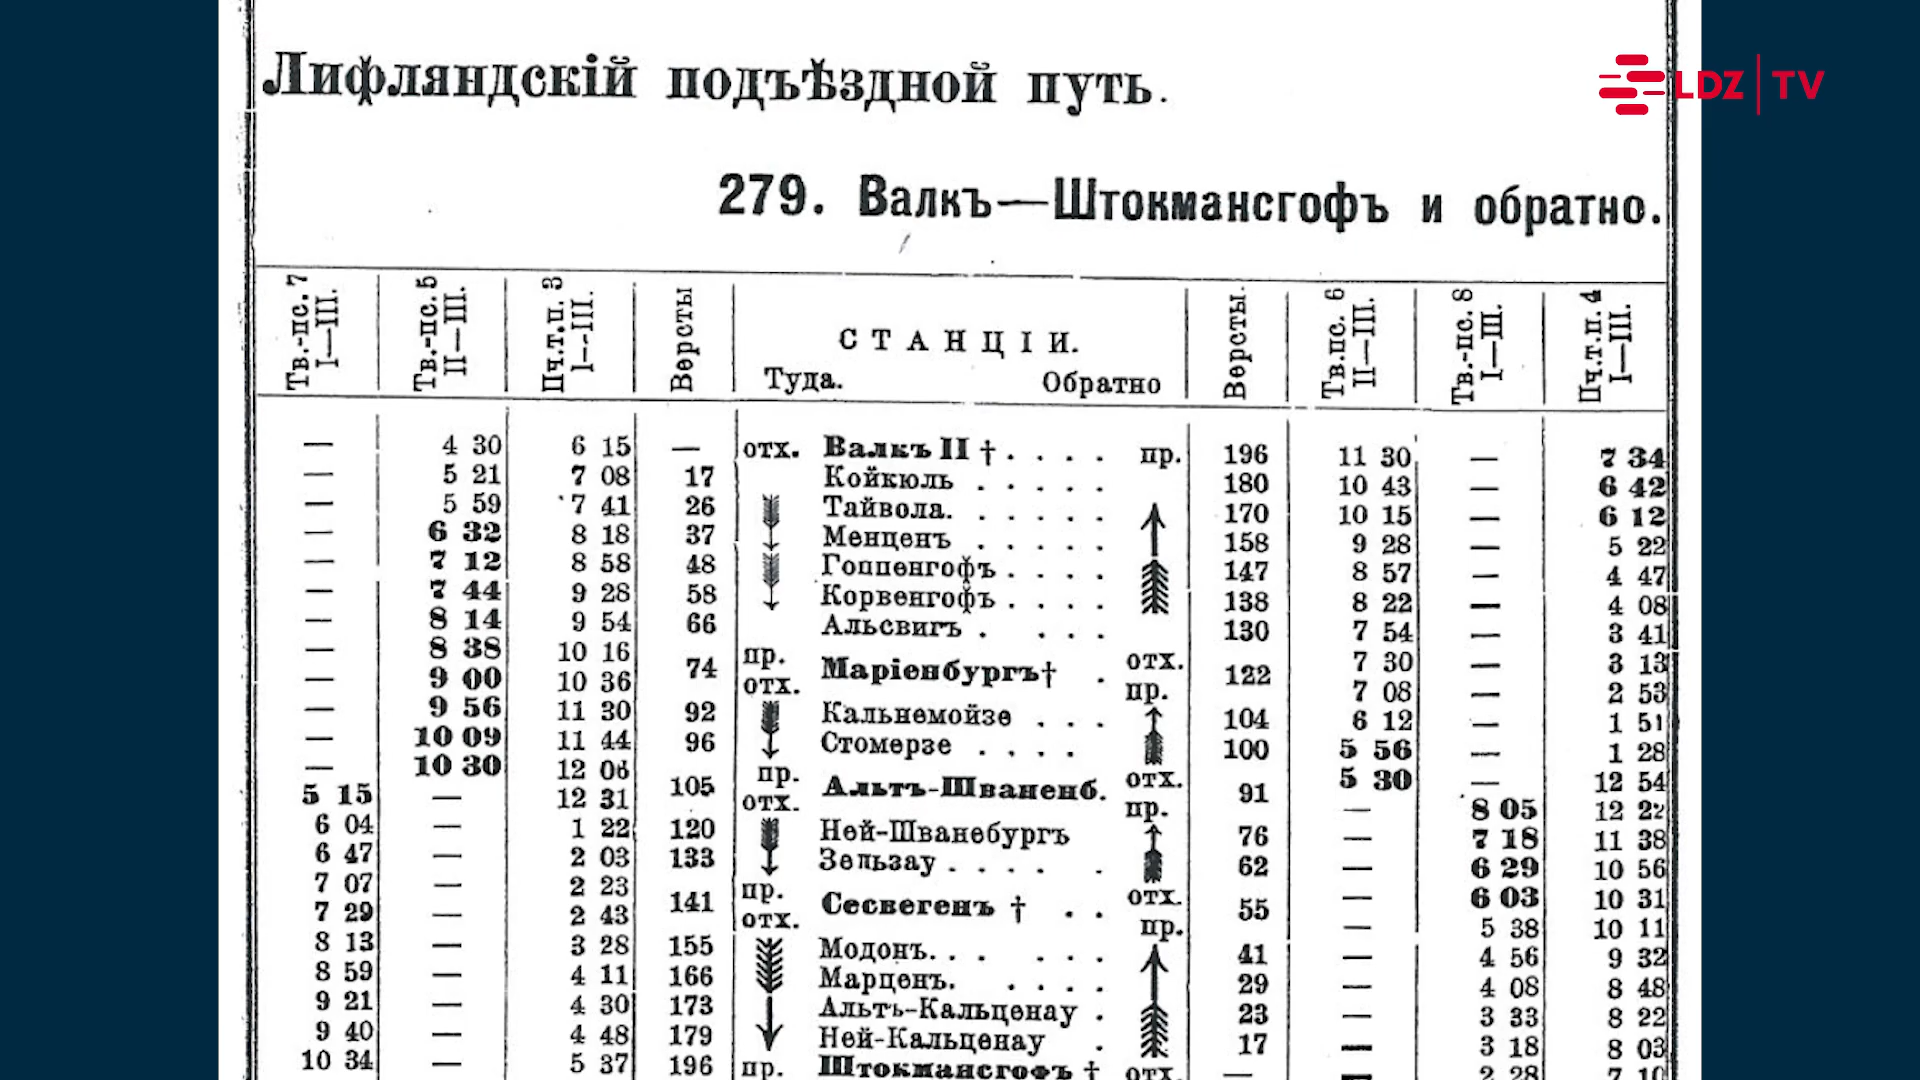 Лифляндскій подъѣздной путь.
LDZ TV
279. Валкъ—Штокмансгофъ и обратно.
Тв.-пс. 7 I—III.
Тв.-пс. 5 II—III.
Пч.т.п. 3 I—III.
Версты
СТАНЦІИ.
Туда. Обратно
Версты.
Тв.пс. 6 II—III.
Тв.-пс. 8 I—III.
Пч.т.п. 4 I—III.
— 4 30 6 15 — отх. Валкъ II † . . . . пр. 196 11 30 — 7 34
— 5 21 7 08 17 Койкюль . . . . . 180 10 43 — 6 42
— 5 59 7 41 26 Тайвола. . . . . . 170 10 15 — 6 12
— 6 32 8 18 37 Менценъ . . . . . 158 9 28 — 5 22
— 7 12 8 58 48 Гоппенгофъ . . . . 147 8 57 — 4 47
— 7 44 9 28 58 Корвенгофъ . . . . 138 8 22 — 4 08
— 8 14 9 54 66 Альсвигъ . . . . 130 7 54 — 3 41
— 8 38 10 16 пр. отх. 7 30 — 3 13
74 Маріенбургъ† . 122
— 9 00 10 36 отх. пр. 7 08 — 2 53
— 9 56 11 30 92 Кальнемойзе . . . 104 6 12 — 1 51
— 10 09 11 44 96 Стомерзе . . . . 100 5 56 — 1 28
— 10 30 12 06 пр. отх. 5 30 — 12 54
105 Альтъ-Шваненб. 91
5 15 — 12 31 отх. пр. — 8 05 12 22
6 04 — 1 22 120 Ней-Шванебургъ 76 — 7 18 11 38
6 47 — 2 03 133 Зельзау . . . . . 62 — 6 29 10 56
7 07 — 2 23 пр. отх. — 6 03 10 31
141 Сесвегенъ † . . 55
7 29 — 2 43 отх. пр. — 5 38 10 11
8 13 — 3 28 155 Модонъ. . . . . . 41 — 4 56 9 32
8 59 — 4 11 166 Марценъ. . . . . 29 — 4 08 8 48
9 21 — 4 30 173 Альтъ-Кальценау . 23 — 3 33 8 22
9 40 — 4 48 179 Ней-Кальценау . 17 — 3 18 8 03
10 34 — 5 37 196 пр. Штокмансгофъ † отх. — — 2 28 7 10